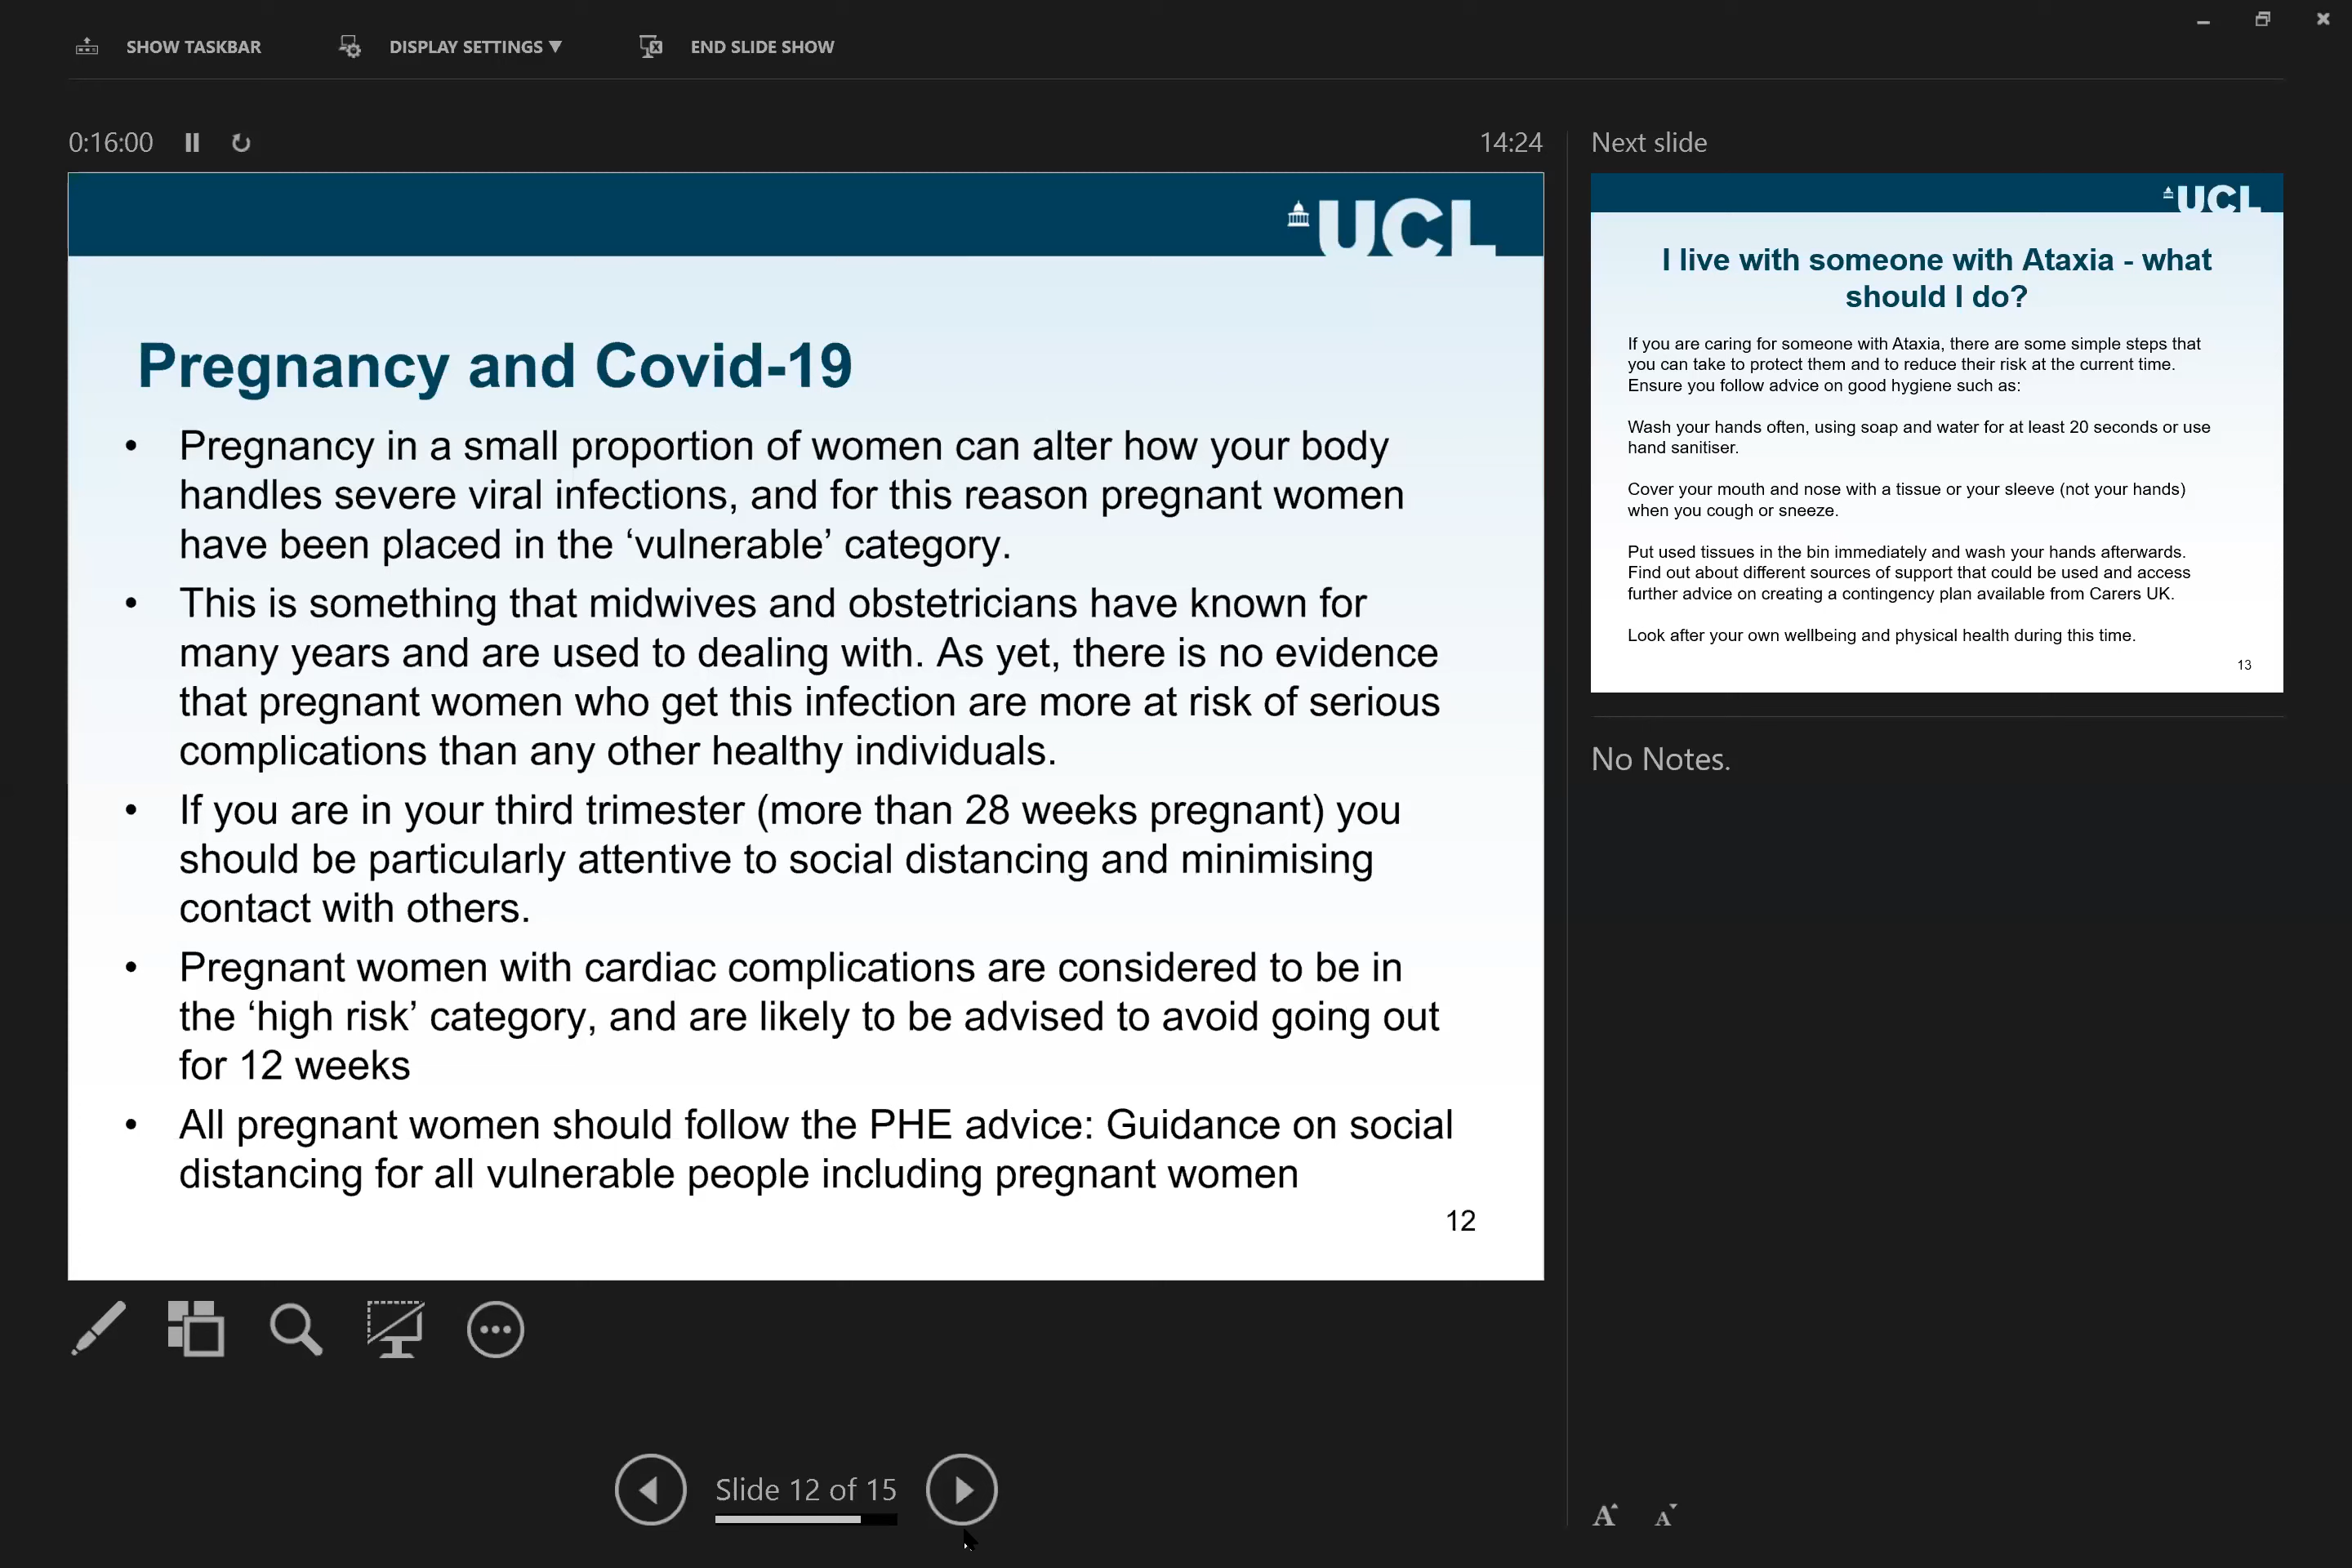 SHOW TASKBAR
DISPLAY SETTINGS ▼
END SLIDE SHOW
0:16:00
14:24
UCL
Pregnancy and Covid-19
• Pregnancy in a small proportion of women can alter how your body
handles severe viral infections, and for this reason pregnant women
have been placed in the ‘vulnerable’ category.
• This is something that midwives and obstetricians have known for
many years and are used to dealing with. As yet, there is no evidence
that pregnant women who get this infection are more at risk of serious
complications than any other healthy individuals.
• If you are in your third trimester (more than 28 weeks pregnant) you
should be particularly attentive to social distancing and minimising
contact with others.
• Pregnant women with cardiac complications are considered to be in
the ‘high risk’ category, and are likely to be advised to avoid going out
for 12 weeks
• All pregnant women should follow the PHE advice: Guidance on social
distancing for all vulnerable people including pregnant women
12
Slide 12 of 15
Next slide
UCL
I live with someone with Ataxia - what
should I do?
If you are caring for someone with Ataxia, there are some simple steps that
you can take to protect them and to reduce their risk at the current time.
Ensure you follow advice on good hygiene such as:
Wash your hands often, using soap and water for at least 20 seconds or use
hand sanitiser.
Cover your mouth and nose with a tissue or your sleeve (not your hands)
when you cough or sneeze.
Put used tissues in the bin immediately and wash your hands afterwards.
Find out about different sources of support that could be used and access
further advice on creating a contingency plan available from Carers UK.
Look after your own wellbeing and physical health during this time.
13
No Notes.
A A